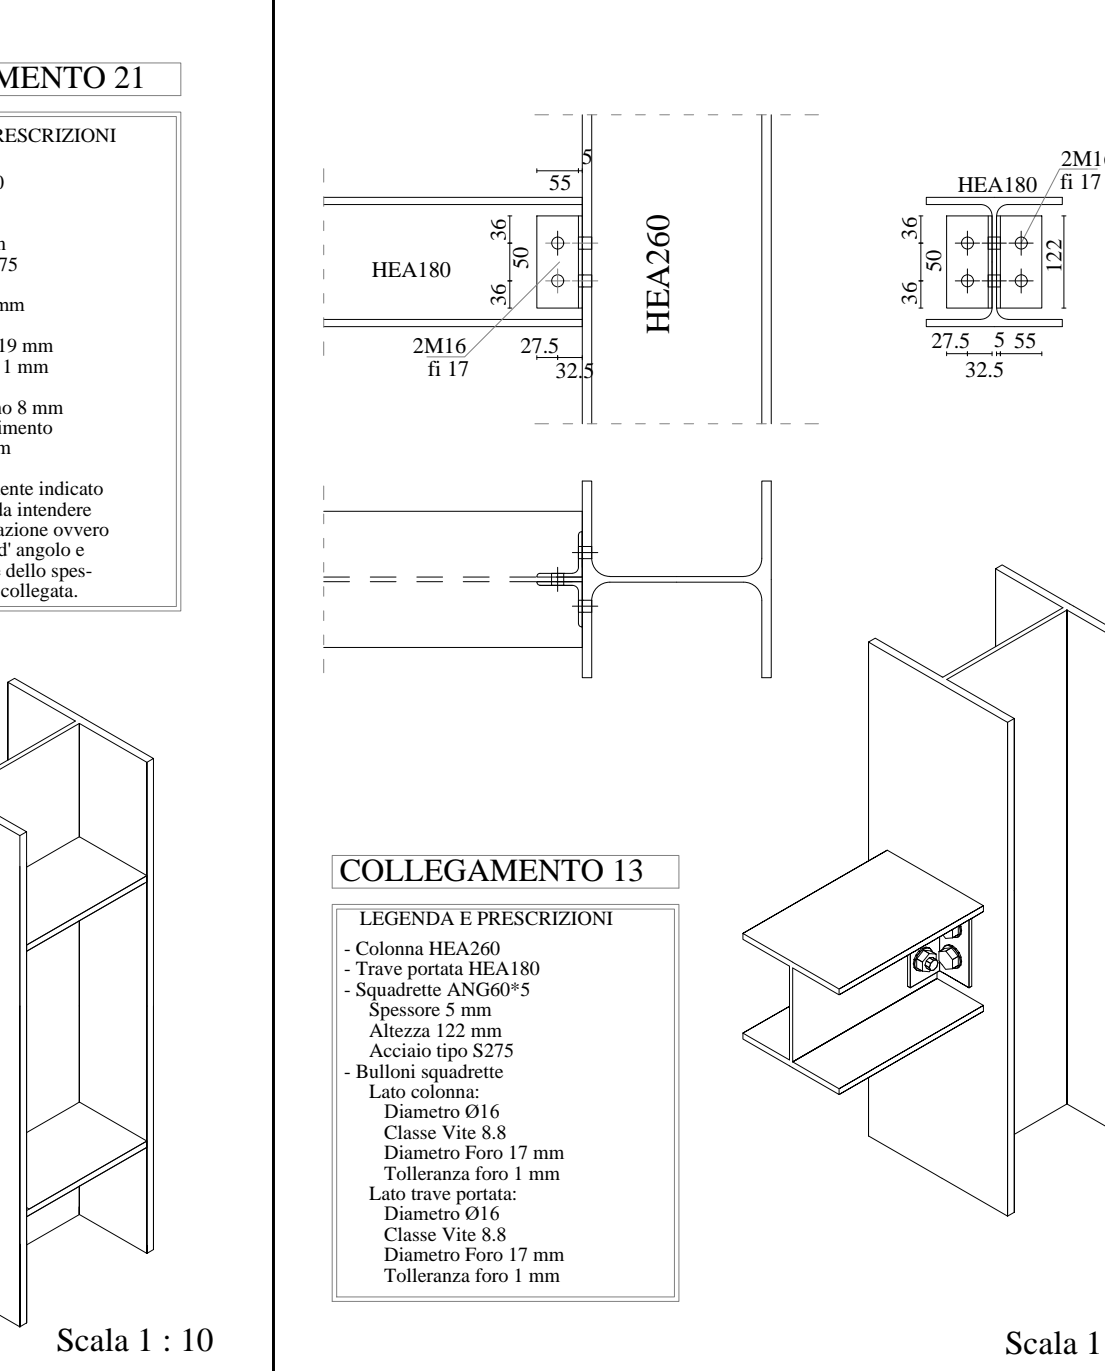 MENTO 21
RESCRIZIONI
0
m
75
mm
19 mm
1 mm
no 8 mm
imento
m
ente indicato
da intendere
azione ovvero
d' angolo e
e dello spes-
collegata.
Scala 1 : 10
5
55
36
50
36
HEA180
HEA260
2M16
fi 17
27.5
32.5
2M16
fi 17
HEA180
36
50
36
122
27.5 5 55
32.5
COLLEGAMENTO 13
LEGENDA E PRESCRIZIONI
- Colonna HEA260
- Trave portata HEA180
- Squadrette ANG60*5
Spessore 5 mm
Altezza 122 mm
Acciaio tipo S275
- Bulloni squadrette
Lato colonna:
Diametro Ø16
Classe Vite 8.8
Diametro Foro 17 mm
Tolleranza foro 1 mm
Lato trave portata:
Diametro Ø16
Classe Vite 8.8
Diametro Foro 17 mm
Tolleranza foro 1 mm
Scala 1